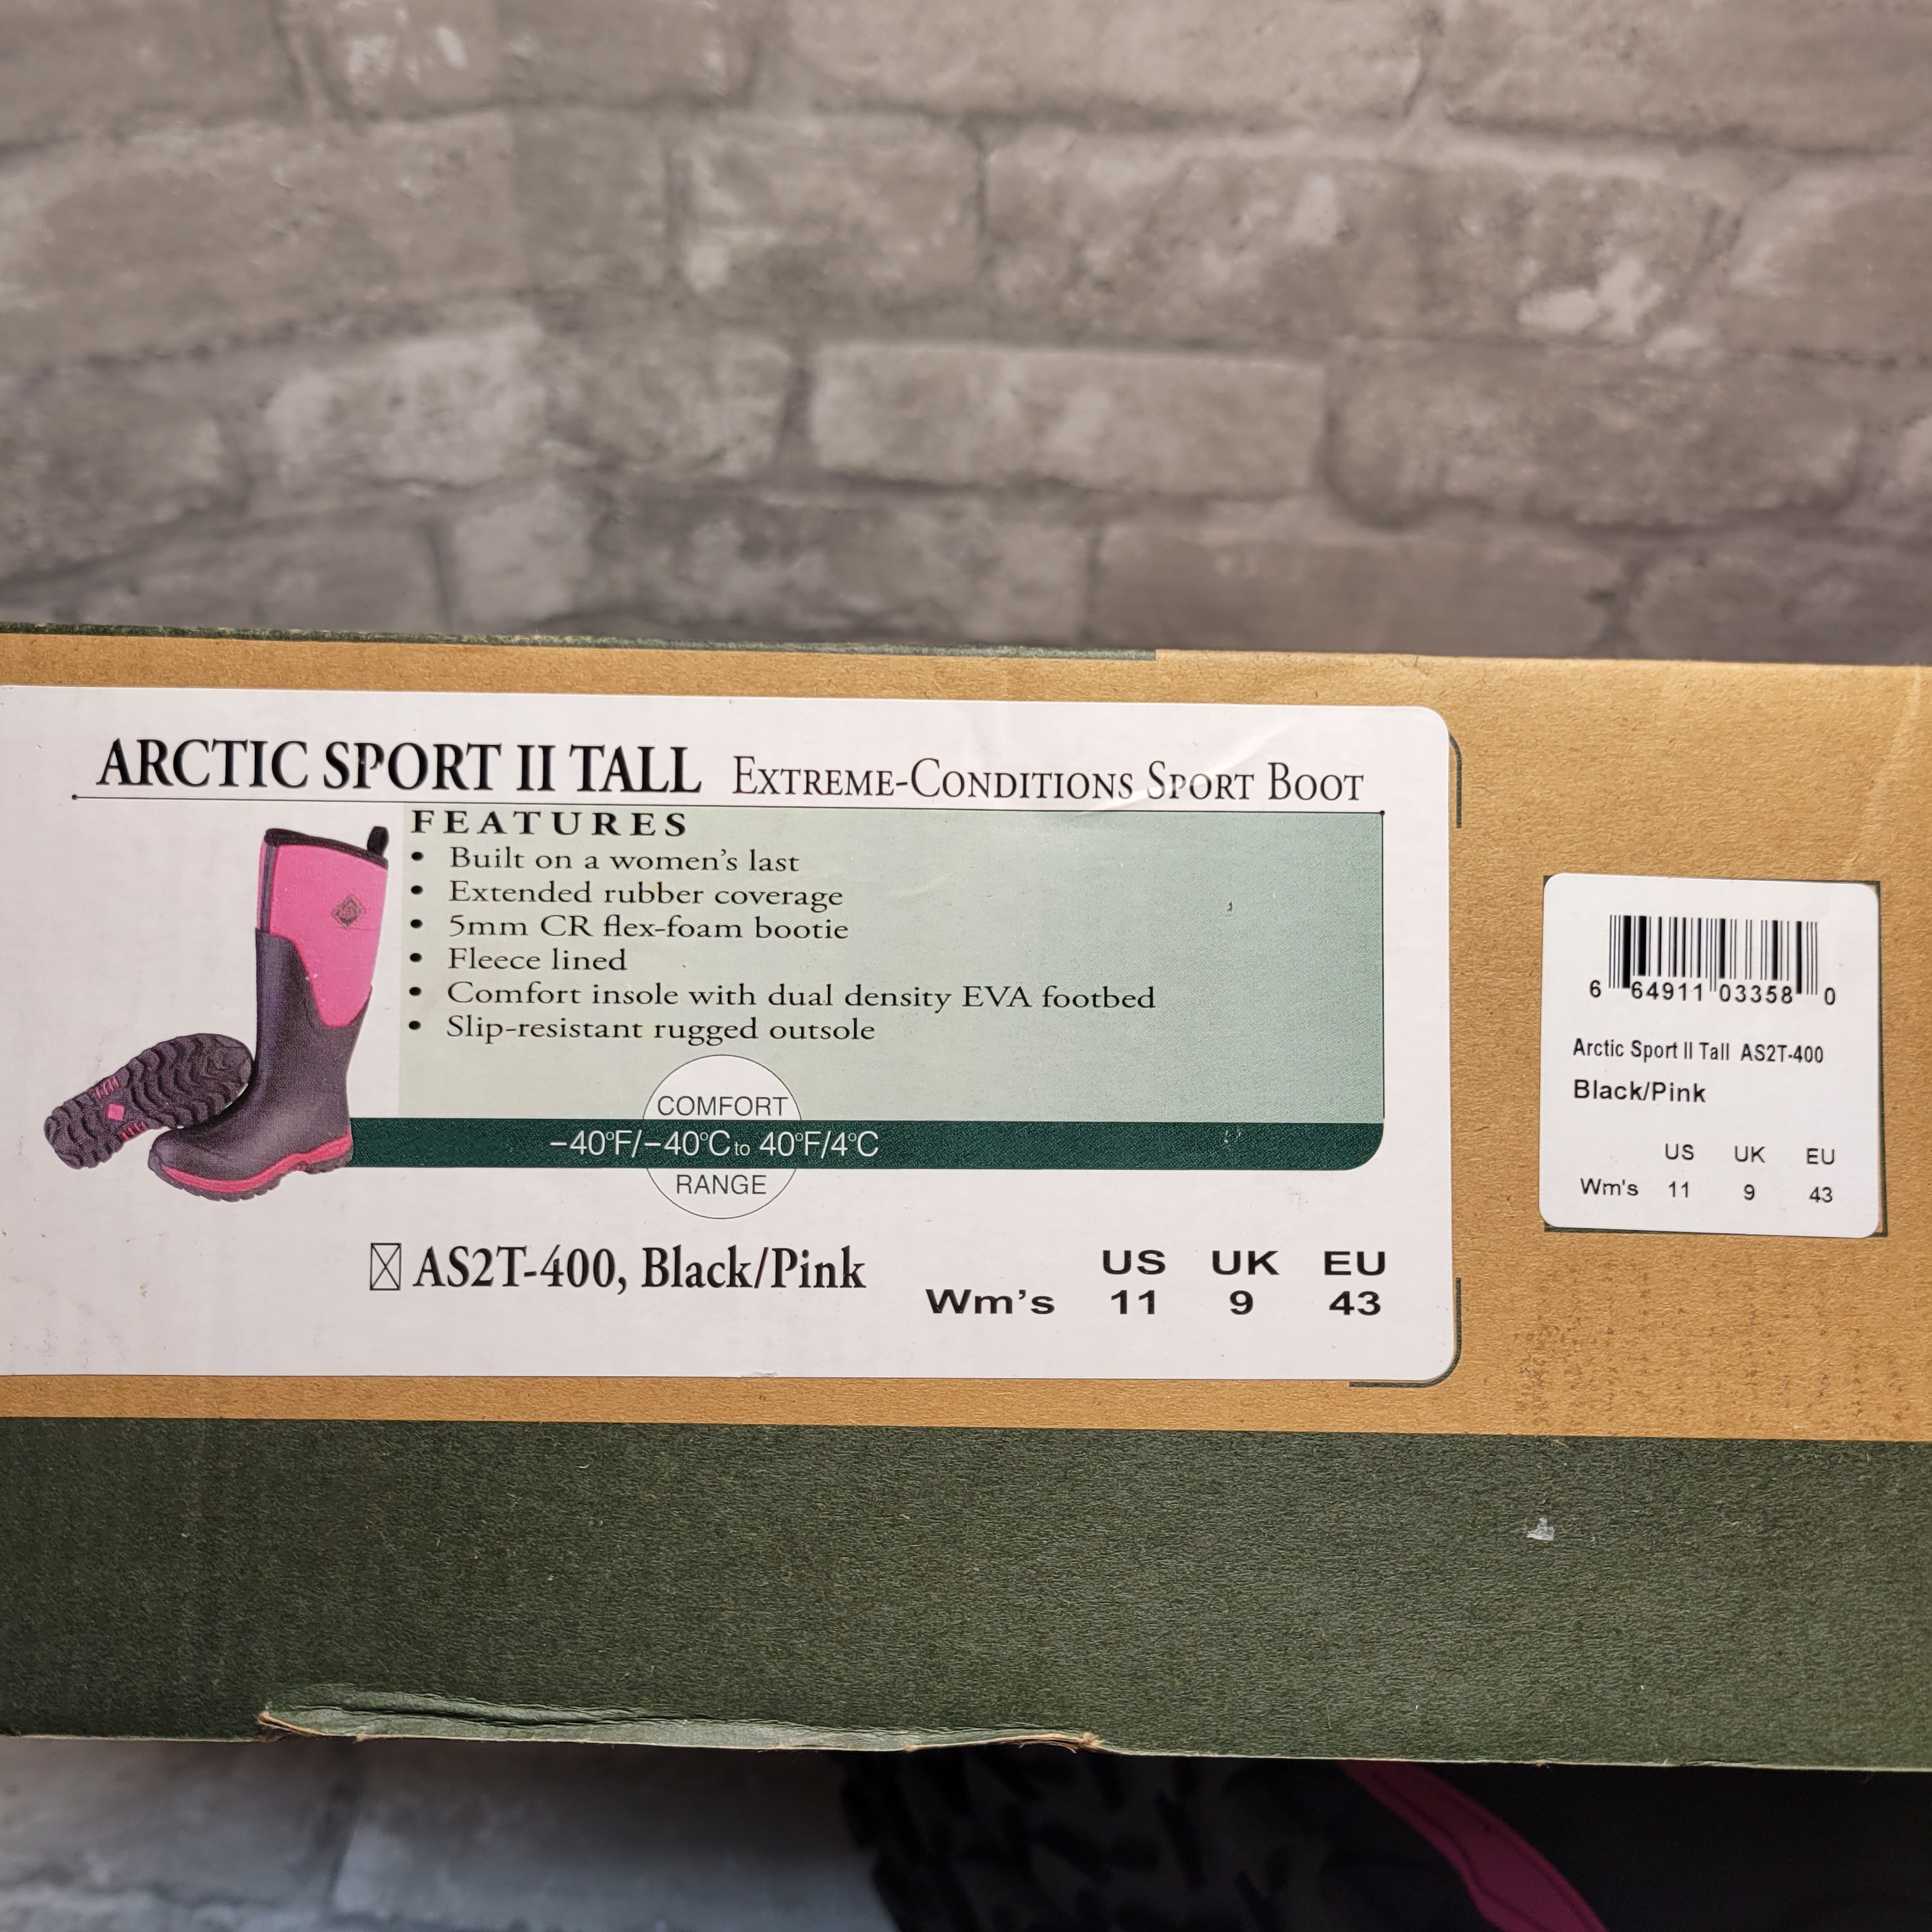 ARCTIC SPORT II TALL EXTREME-CONDITIONS SPORT BOOT
FEATURES
• Built on a women's last
• Extended rubber coverage
• 5mm CR flex-foam bootie
• Fleece lined
• Comfort insole with dual density EVA footbed
• Slip-resistant rugged outsole
COMFORT
–40°F/–40°C to 40°F/4°C
RANGE
AS2T-400, Black/Pink
US UK EU
Wm's 11 9 43
6 64911 03358 0
Arctic Sport II Tall AS2T-400
Black/Pink
US UK EU
Wm's 11 9 43